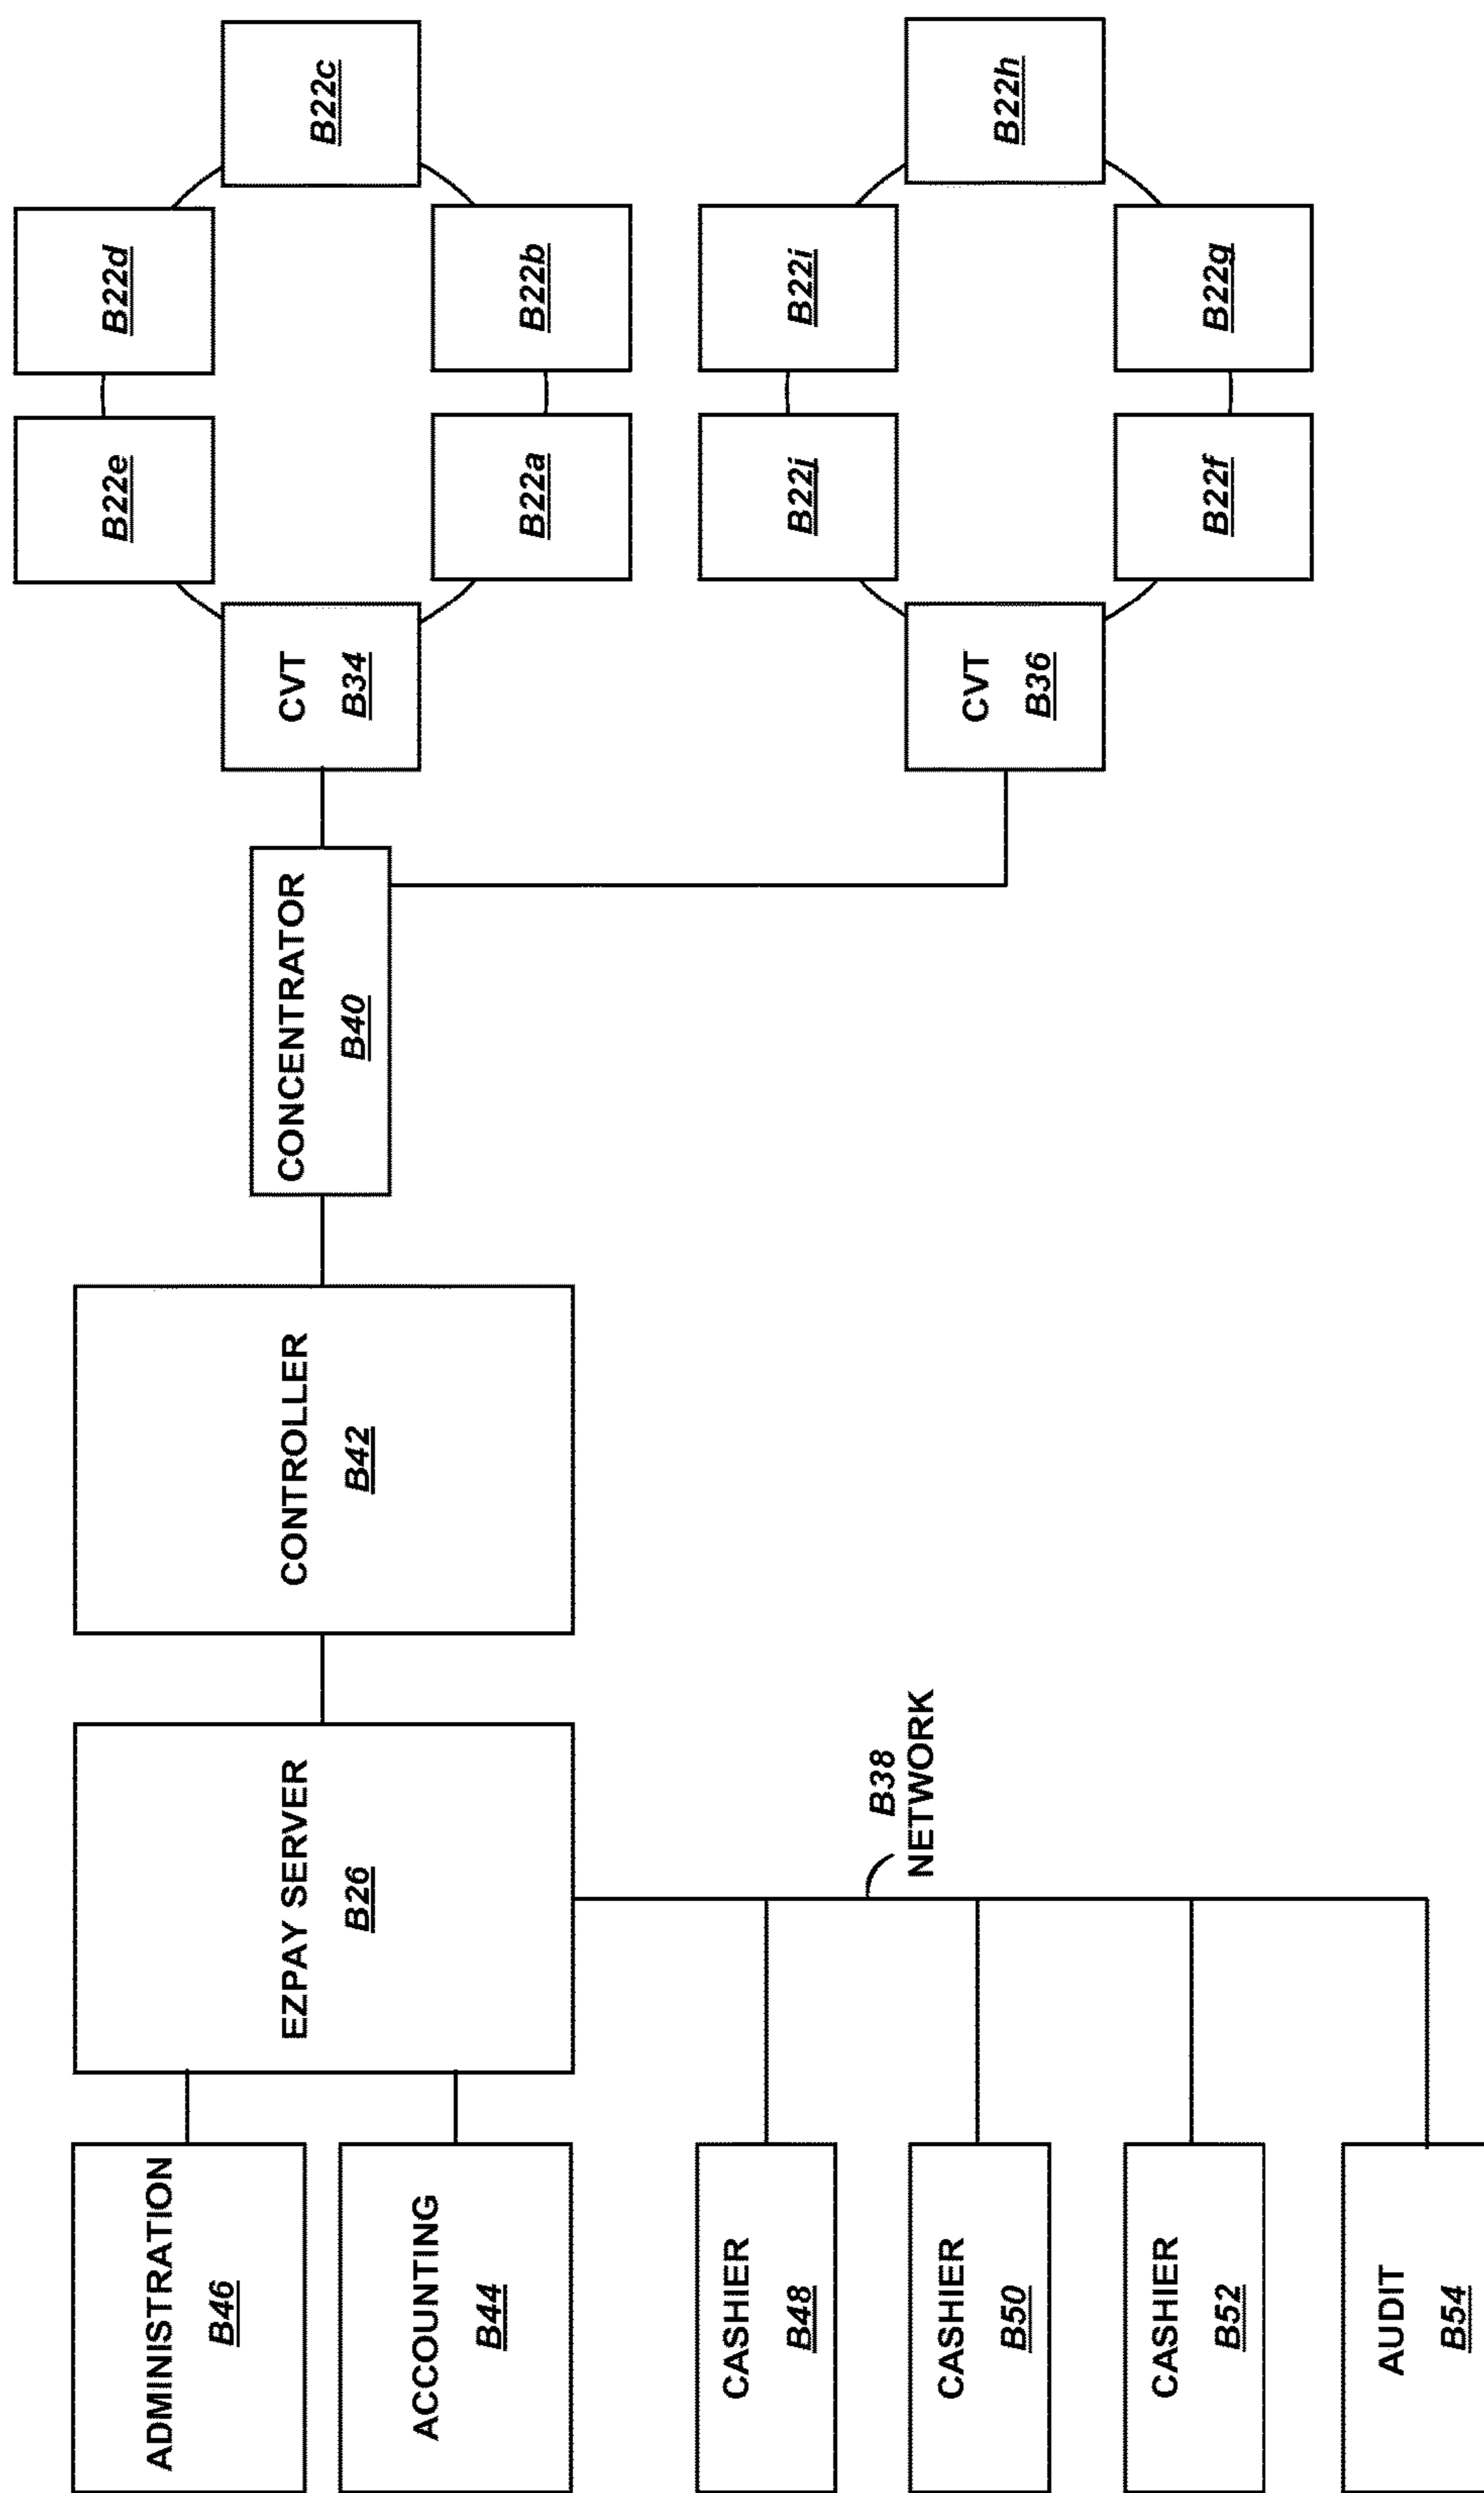 ADMINISTRATION
B46
ACCOUNTING
B44
CASHIER
B48
CASHIER
B50
CASHIER
B52
AUDIT
B54
EZPAY SERVER
B26
B38
NETWORK
CONTROLLER
B42
CONCENTRATOR
B40
CVT
B34
CVT
B36
B22e
B22d
B22c
B22b
B22a
B22j
B22i
B22h
B22g
B22f